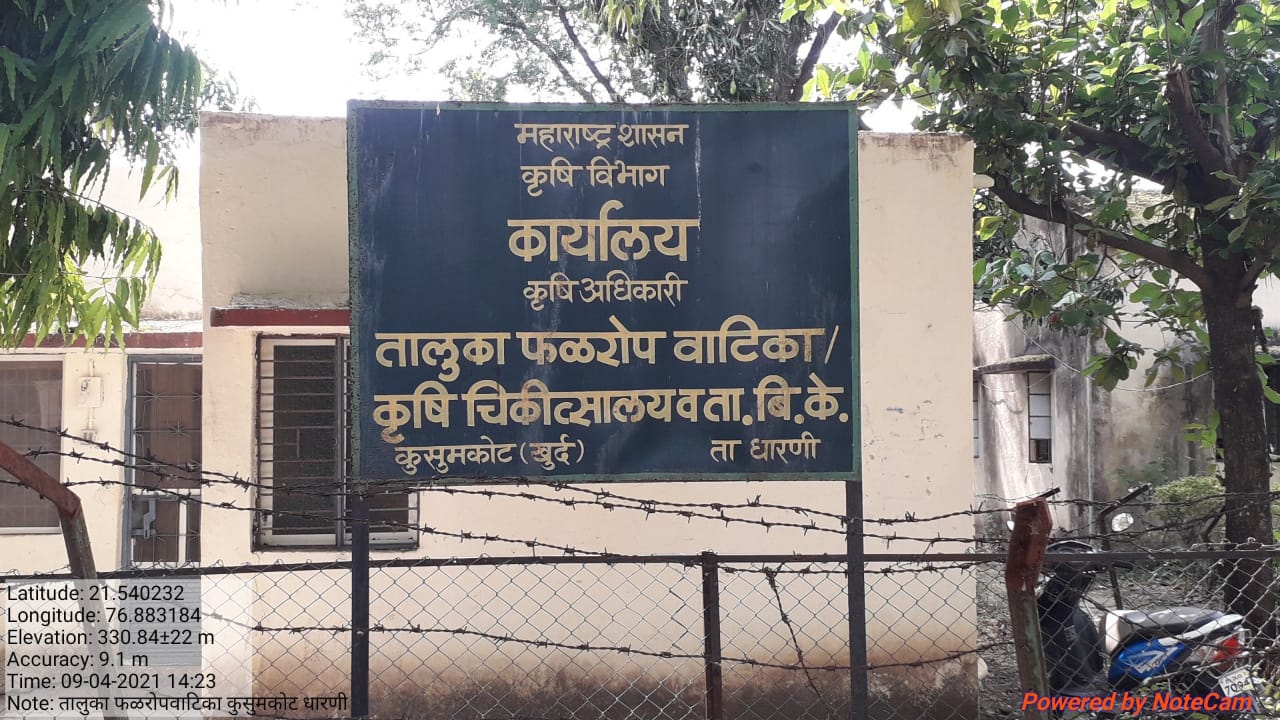 महाराष्ट्र शासन
कृषि विभाग
कार्यालय
कृषि अधिकारी
तालुका फळरोप वाटिका/
कृषि चिकीत्सालय व ता. बि. के.
कुसुमकोट (खुर्द) ता धारणी
Latitude: 21.540232
Longitude: 76.883184
Elevation: 330.84±22 m
Accuracy: 9.1 m
Time: 09-04-2021 14:23
Note: तालुका फळरोपवाटिका कुसुमकोट धारणी
Powered by NoteCam